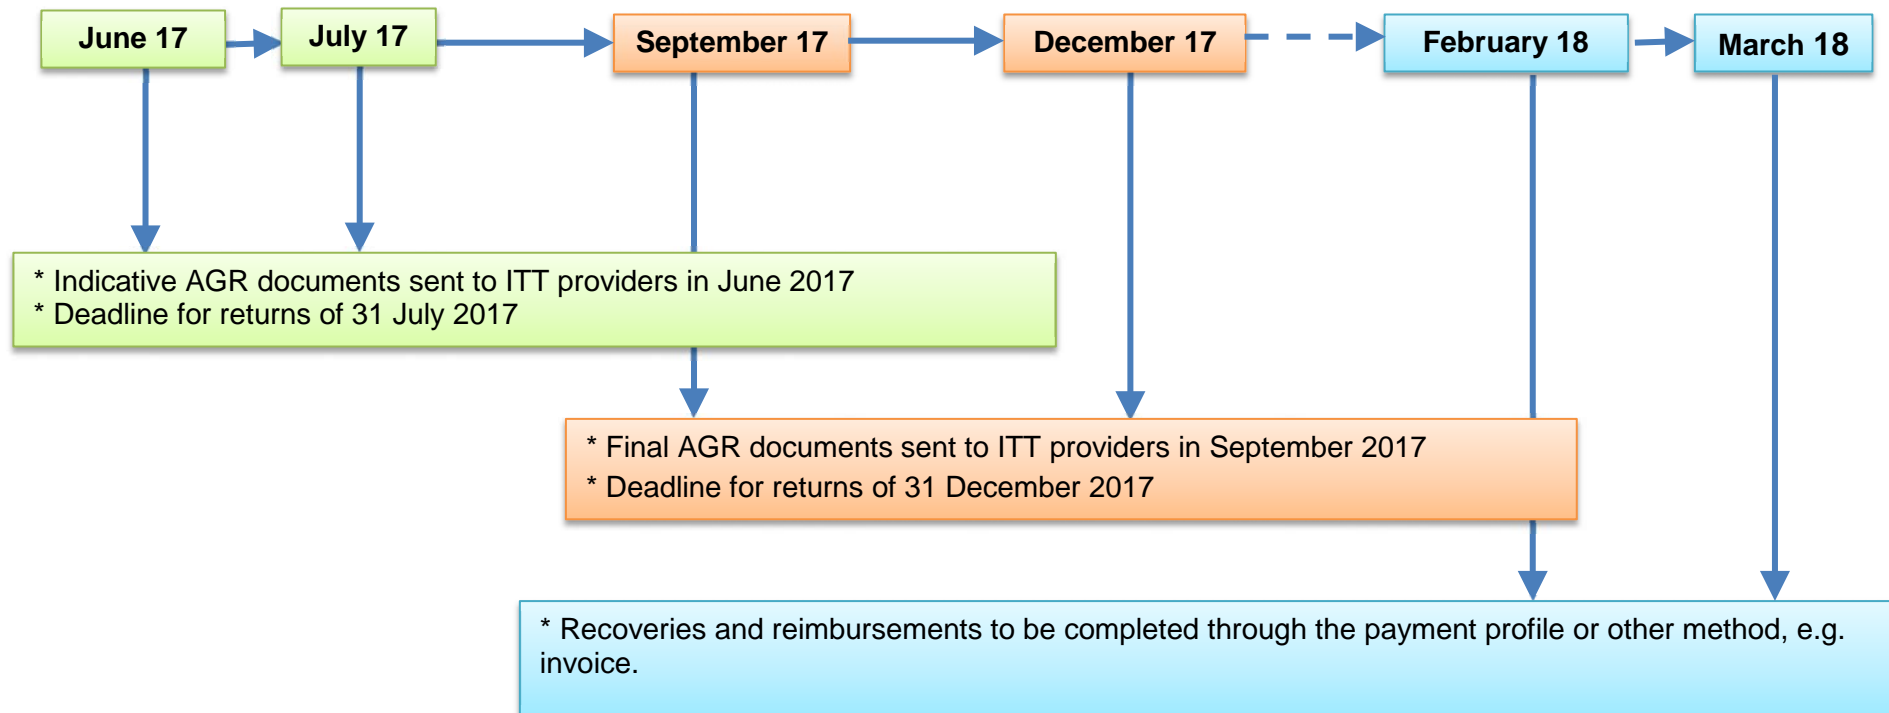 June 17
July 17
September 17
December 17
February 18
March 18
* Indicative AGR documents sent to ITT providers in June 2017
* Deadline for returns of 31 July 2017
* Final AGR documents sent to ITT providers in September 2017
* Deadline for returns of 31 December 2017
* Recoveries and reimbursements to be completed through the payment profile or other method, e.g.
invoice.